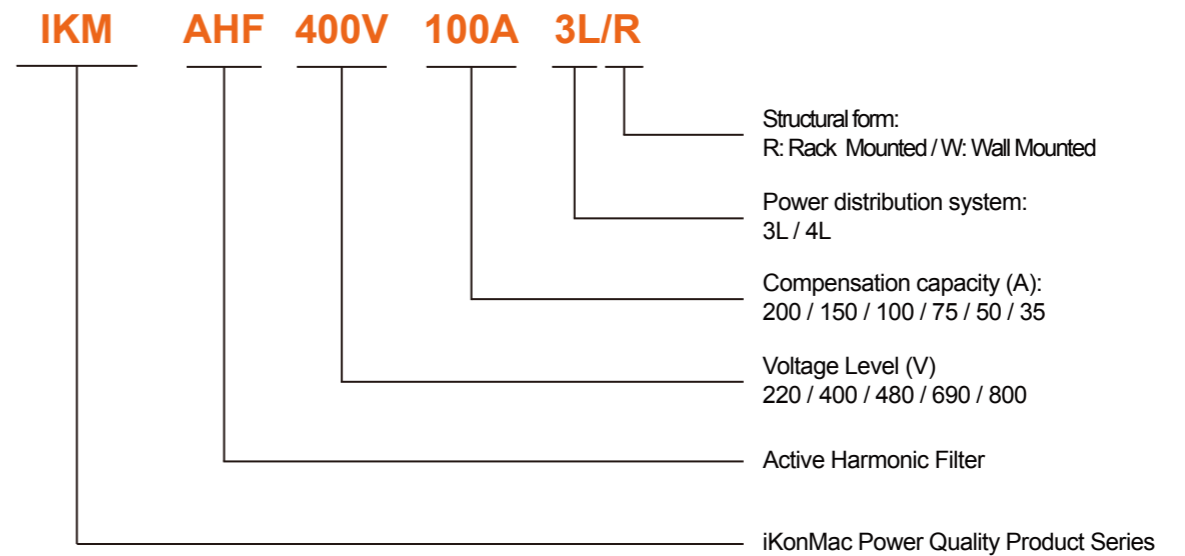 IKM AHF 400V 100A 3L/R
Structural form:
R: Rack Mounted / W: Wall Mounted
Power distribution system:
3L / 4L
Compensation capacity (A):
200 / 150 / 100 / 75 / 50 / 35
Voltage Level (V)
220 / 400 / 480 / 690 / 800
Active Harmonic Filter
iKonMac Power Quality Product Series